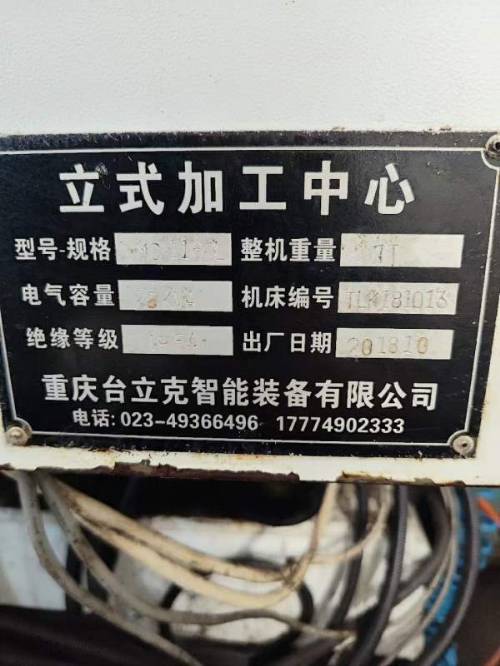 立式加工中心
型号·规格 整机重量 7T
电气容量 机床编号 TLK181013
绝缘等级 出厂日期 201810
重庆台立克智能装备有限公司
电话:023-49366496 17774902333